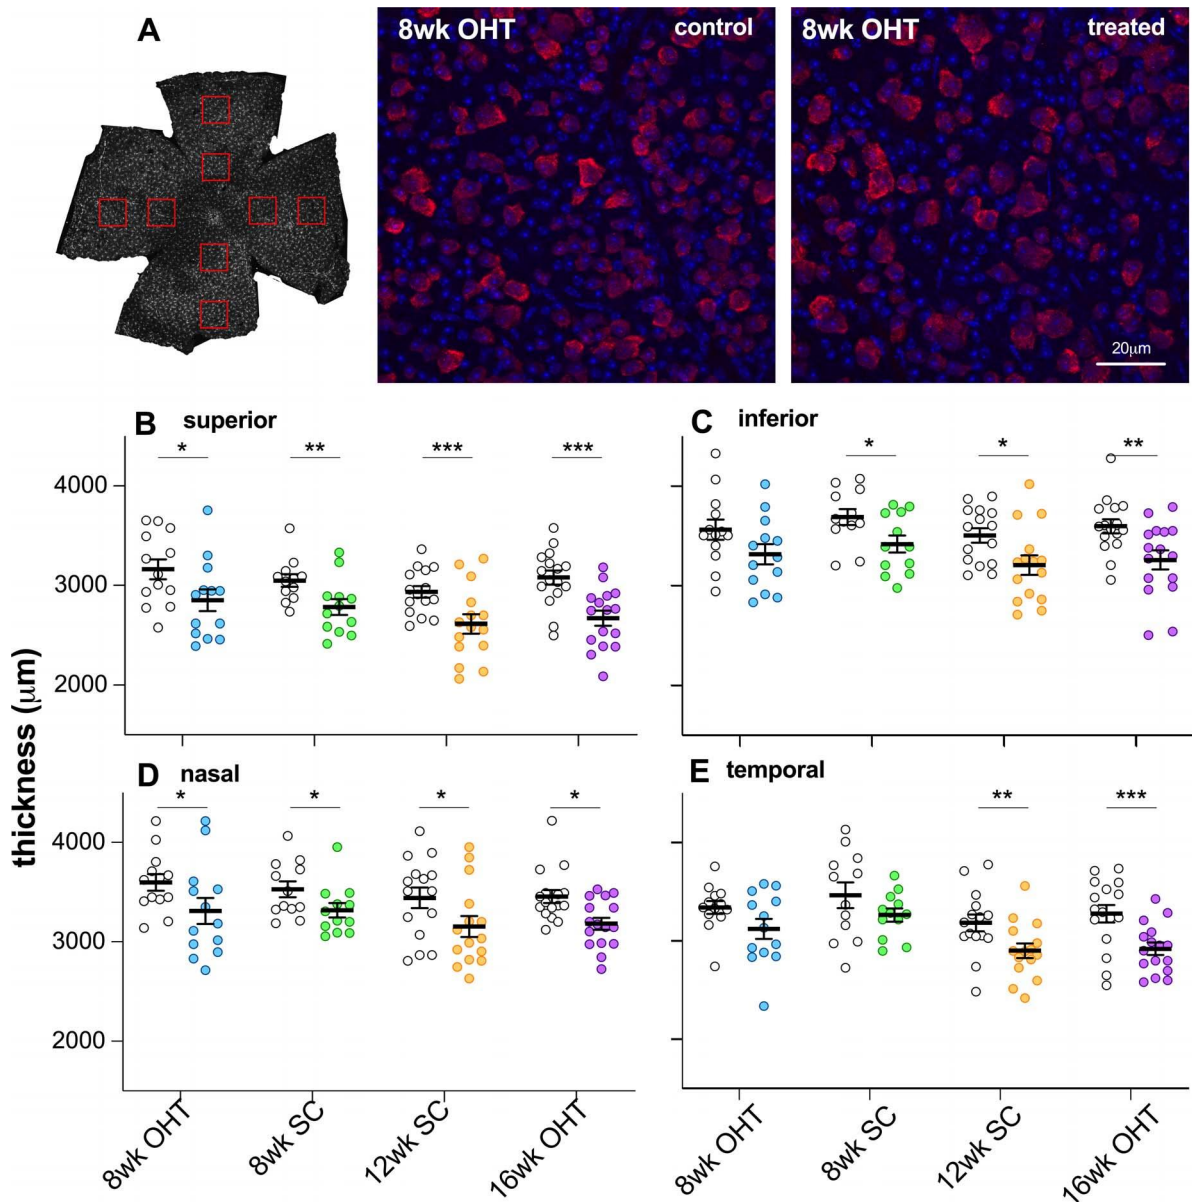 A
8wk OHT control
8wk OHT treated
20μm
B superior
C inferior
* ** *** ***
* * **
4000
3000
2000
D nasal
E temporal
* * * *
** ***
4000
3000
2000
thickness (μm)
8wk OHT 8wk SC 12wk SC 16wk OHT
8wk OHT 8wk SC 12wk SC 16wk OHT